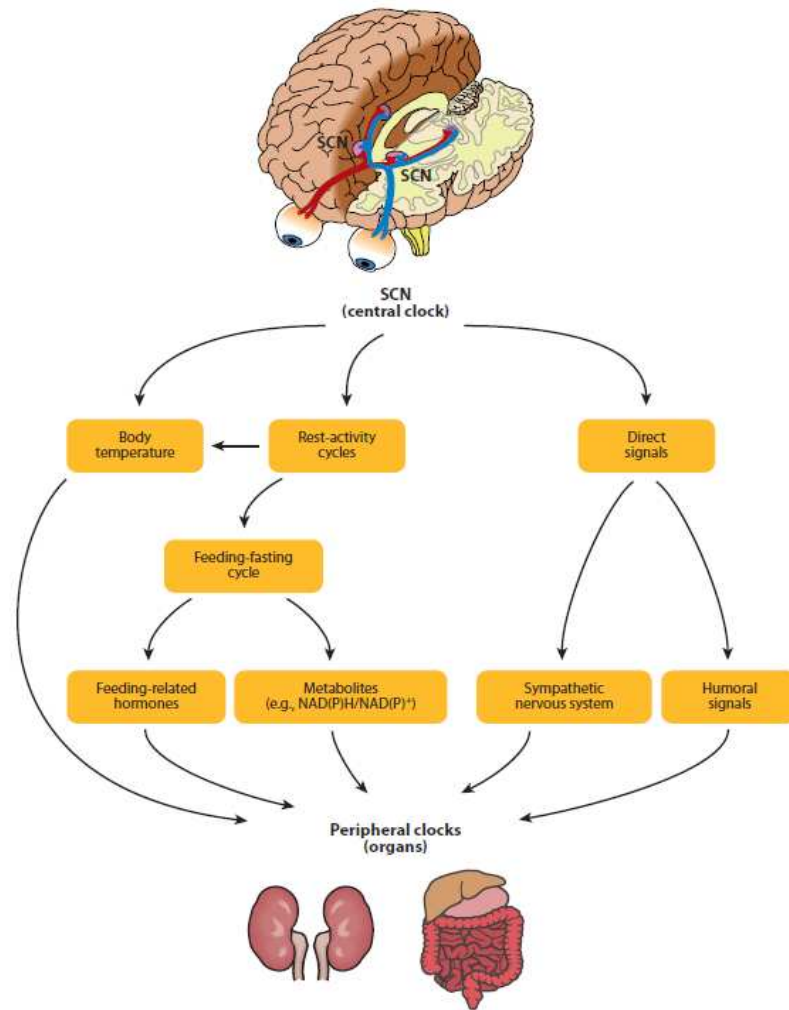 SCN
SCN
SCN
(central clock)
Body
temperature
Rest-activity
cycles
Direct
signals
Feeding-fasting
cycle
Feeding-related
hormones
Metabolites
(e.g., NAD(P)H/NAD(P)⁺)
Sympathetic
nervous system
Humoral
signals
Peripheral clocks
(organs)